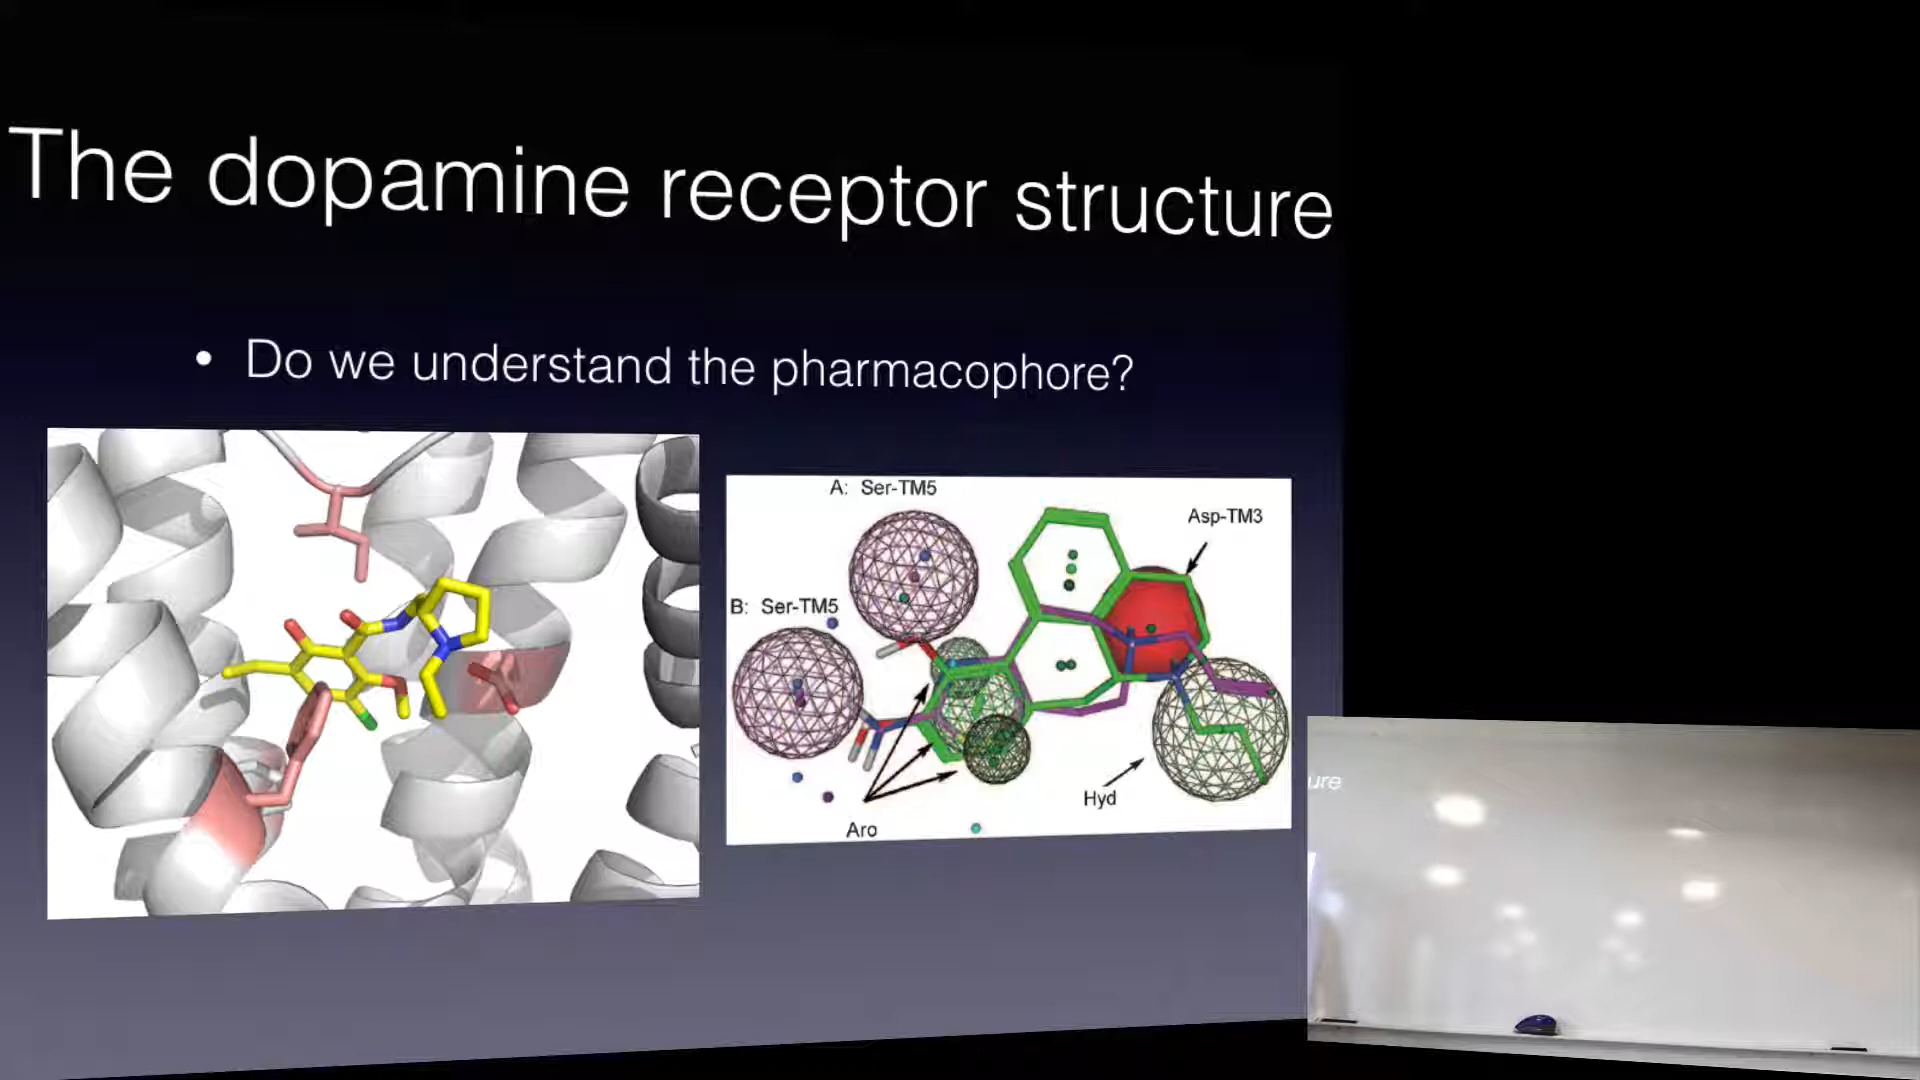 The dopamine receptor structure
• Do we understand the pharmacophore?
A: Ser-TM5
Asp-TM3
B: Ser-TM5
Hyd
Aro
ure